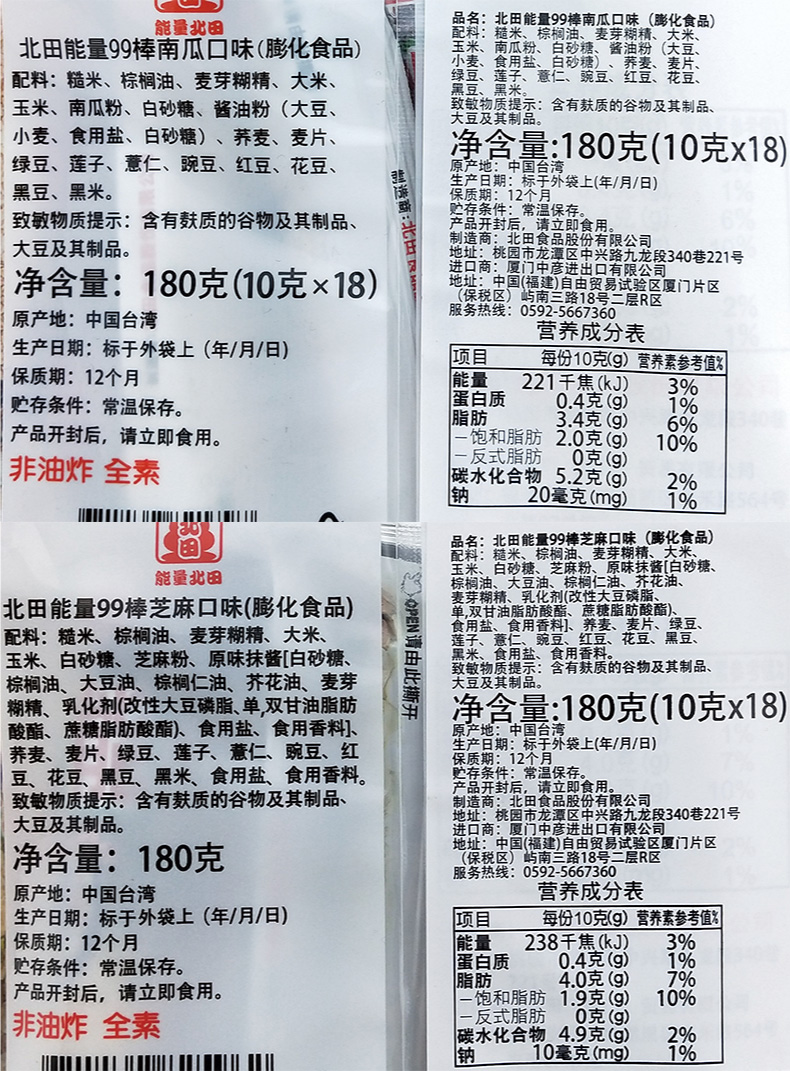 能量北田
北田能量99棒南瓜口味(膨化食品)
配料：糙米、棕榈油、麦芽糊精、大米、
玉米、南瓜粉、白砂糖、酱油粉（大豆、
小麦、食用盐、白砂糖）、荞麦、麦片、
绿豆、莲子、薏仁、豌豆、红豆、花豆、
黑豆、黑米。
致敏物质提示：含有麸质的谷物及其制品、
大豆及其制品。
净含量：180克(10克×18)
原产地：中国台湾
生产日期：标于外袋上（年/月/日）
保质期：12个月
贮存条件：常温保存。
产品开封后，请立即食用。
非油炸 全素
品名：北田能量99棒南瓜口味（膨化食品）
配料：糙米、棕榈油、麦芽糊精、大米、
玉米、南瓜粉、白砂糖、酱油粉（大豆、
小麦、食用盐、白砂糖）、荞麦、麦片、
绿豆、莲子、薏仁、豌豆、红豆、花豆、
黑豆、黑米。
致敏物质提示：含有麸质的谷物及其制品、
大豆及其制品。
净含量:180克(10克x18)
原产地：中国台湾
生产日期：标于外袋上(年/月/日)
保质期：12个月
贮存条件：常温保存。
产品开封后，请立即食用。
制造商：北田食品股份有限公司
地址：桃园市龙潭区中兴路九龙段340巷221号
进口商：厦门中彦进出口有限公司
地址：中国(福建)自由贸易试验区厦门片区
（保税区）屿南三路18号二层R区
服务热线：0592-5667360
营养成分表
项目 每份10克(g) 营养素参考值%
能量 221千焦(kJ) 3%
蛋白质 0.4克(g) 1%
脂肪 3.4克(g) 6%
－饱和脂肪 2.0克(g) 10%
－反式脂肪 0克(g)
碳水化合物 5.2克(g) 2%
钠 20毫克(mg) 1%
北田
能量北田
北田能量99棒芝麻口味(膨化食品)
配料：糙米、棕榈油、麦芽糊精、大米、
玉米、白砂糖、芝麻粉、原味抹酱[白砂糖、
棕榈油、大豆油、棕榈仁油、芥花油、麦芽
糊精、乳化剂(改性大豆磷脂、单,双甘油脂肪
酸酯、蔗糖脂肪酸酯)、食用盐、食用香料]、
荞麦、麦片、绿豆、莲子、薏仁、豌豆、红
豆、花豆、黑豆、黑米、食用盐、食用香料。
致敏物质提示：含有麸质的谷物及其制品、
大豆及其制品。
净含量：180克
原产地：中国台湾
生产日期：标于外袋上（年/月/日）
保质期：12个月
贮存条件：常温保存。
产品开封后，请立即食用。
非油炸 全素
OPEN 请由此撕开
品名：北田能量99棒芝麻口味（膨化食品）
配料：糙米、棕榈油、麦芽糊精、大米、
玉米、白砂糖、芝麻粉、原味抹酱[白砂糖、
棕榈油、大豆油、棕榈仁油、芥花油、
麦芽糊精、乳化剂(改性大豆磷脂、
单,双甘油脂肪酸酯、蔗糖脂肪酸酯)、
食用盐、食用香料]、荞麦、麦片、绿豆、
莲子、薏仁、豌豆、红豆、花豆、黑豆、
黑米、食用盐、食用香料。
致敏物质提示：含有麸质的谷物及其制品、
大豆及其制品。
净含量:180克(10克x18)
原产地：中国台湾
生产日期：标于外袋上(年/月/日)
保质期：12个月
贮存条件：常温保存。
产品开封后，请立即食用。
制造商：北田食品股份有限公司
地址：桃园市龙潭区中兴路九龙段340巷221号
进口商：厦门中彦进出口有限公司
地址：中国(福建)自由贸易试验区厦门片区
（保税区）屿南三路18号二层R区
服务热线：0592-5667360
营养成分表
项目 每份10克(g) 营养素参考值%
能量 238千焦(kJ) 3%
蛋白质 0.4克(g) 1%
脂肪 4.0克(g) 7%
－饱和脂肪 1.9克(g) 10%
－反式脂肪 0克(g)
碳水化合物 4.9克(g) 2%
钠 10毫克(mg) 1%